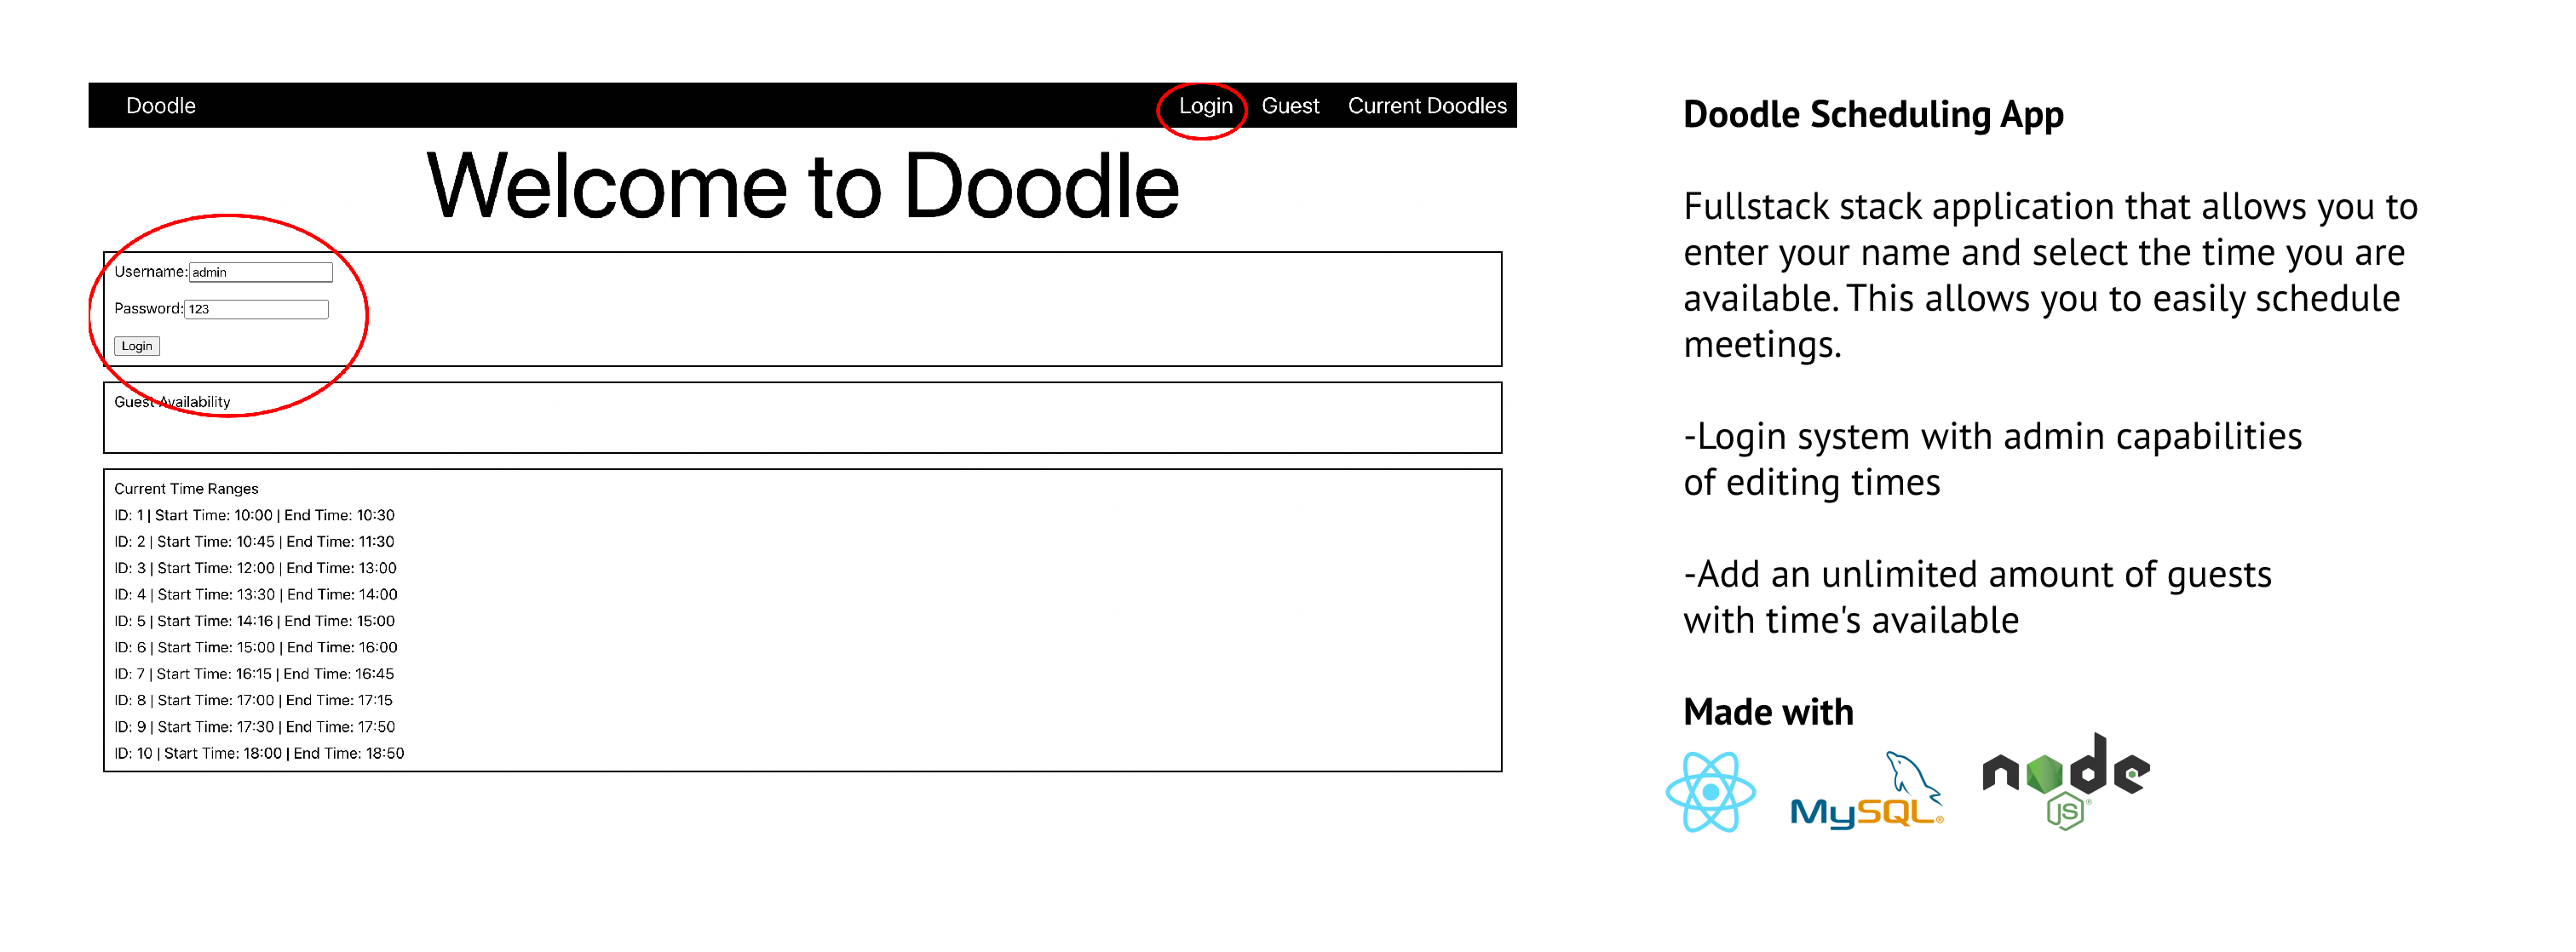 Doodle
Login
Guest
Current Doodles
Welcome to Doodle
Username: admin
Password: 123
Login
Guest Availability
Current Time Ranges
ID: 1 | Start Time: 10:00 | End Time: 10:30
ID: 2 | Start Time: 10:45 | End Time: 11:30
ID: 3 | Start Time: 12:00 | End Time: 13:00
ID: 4 | Start Time: 13:30 | End Time: 14:00
ID: 5 | Start Time: 14:16 | End Time: 15:00
ID: 6 | Start Time: 15:00 | End Time: 16:00
ID: 7 | Start Time: 16:15 | End Time: 16:45
ID: 8 | Start Time: 17:00 | End Time: 17:15
ID: 9 | Start Time: 17:30 | End Time: 17:50
ID: 10 | Start Time: 18:00 | End Time: 18:50
Doodle Scheduling App
Fullstack stack application that allows you to
enter your name and select the time you are
available. This allows you to easily schedule
meetings.
-Login system with admin capabilities
of editing times
-Add an unlimited amount of guests
with time's available
Made with
MySQL®
node
JS®